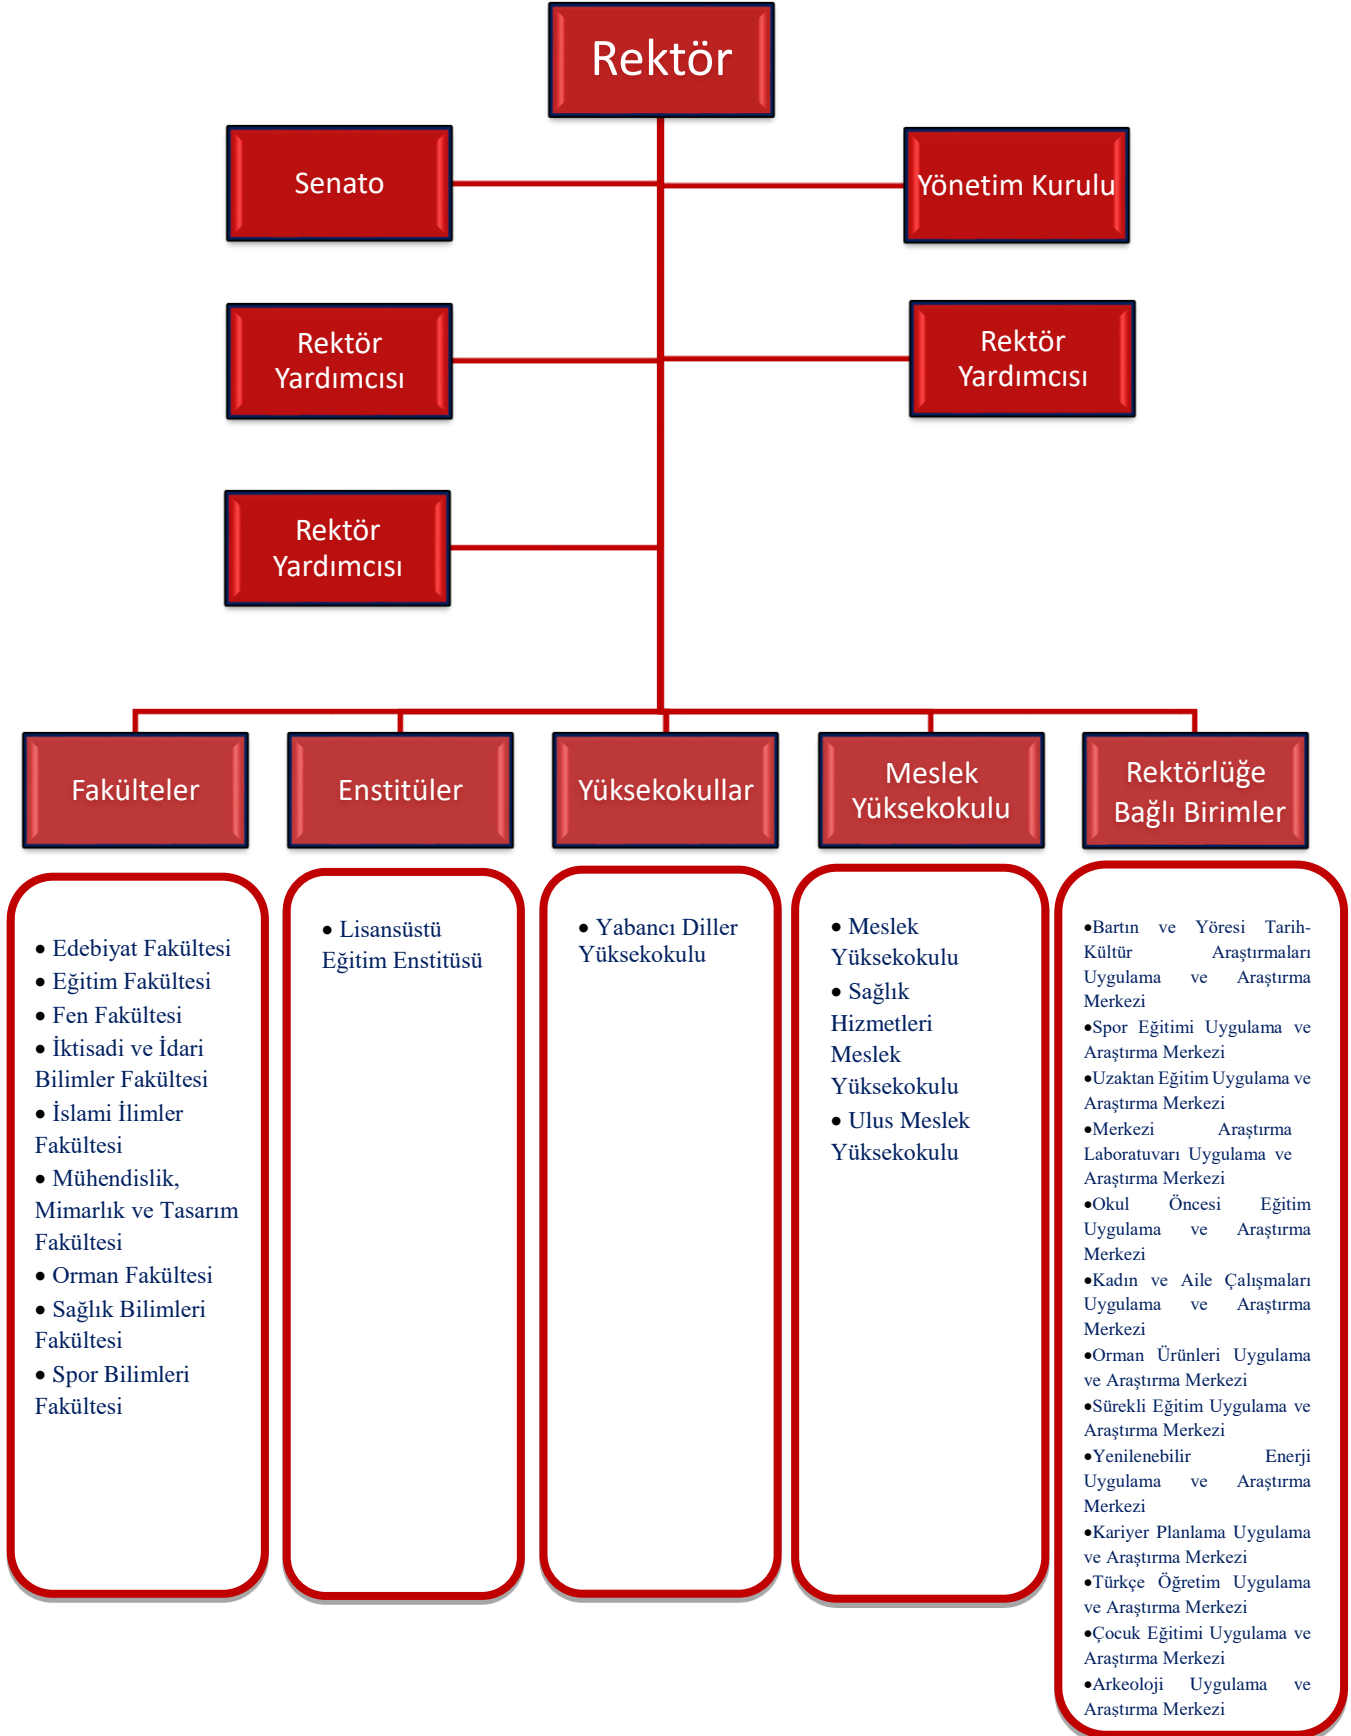 Rektör
Senato
Yönetim Kurulu
Rektör
Yardımcısı
Rektör
Yardımcısı
Rektör
Yardımcısı
Fakülteler
Enstitüler
Yüksekokullar
Meslek
Yüksekokulu
Rektörlüğe
Bağlı Birimler
• Edebiyat Fakültesi
• Eğitim Fakültesi
• Fen Fakültesi
• İktisadi ve İdari
Bilimler Fakültesi
• İslami İlimler
Fakültesi
• Mühendislik,
Mimarlık ve Tasarım
Fakültesi
• Orman Fakültesi
• Sağlık Bilimleri
Fakültesi
• Spor Bilimleri
Fakültesi
• Lisansüstü
Eğitim Enstitüsü
• Yabancı Diller
Yüksekokulu
• Meslek
Yüksekokulu
• Sağlık
Hizmetleri
Meslek
Yüksekokulu
• Ulus Meslek
Yüksekokulu
•Bartın ve Yöresi Tarih-
Kültür Araştırmaları
Uygulama ve Araştırma
Merkezi
•Spor Eğitimi Uygulama ve
Araştırma Merkezi
•Uzaktan Eğitim Uygulama ve
Araştırma Merkezi
•Merkezi Araştırma
Laboratuvarı Uygulama ve
Araştırma Merkezi
•Okul Öncesi Eğitim
Uygulama ve Araştırma
Merkezi
•Kadın ve Aile Çalışmaları
Uygulama ve Araştırma
Merkezi
•Orman Ürünleri Uygulama
ve Araştırma Merkezi
•Sürekli Eğitim Uygulama ve
Araştırma Merkezi
•Yenilenebilir Enerji
Uygulama ve Araştırma
Merkezi
•Kariyer Planlama Uygulama
ve Araştırma Merkezi
•Türkçe Öğretim Uygulama
ve Araştırma Merkezi
•Çocuk Eğitimi Uygulama ve
Araştırma Merkezi
•Arkeoloji Uygulama ve
Araştırma Merkezi